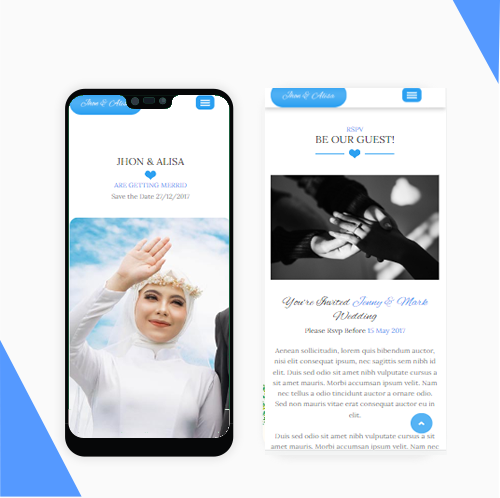 Jhon & Alisa
JHON & ALISA
ARE GETTING MERRID
Save the Date 27/12/2017
Jhon & Alisa
RSPV
BE OUR GUEST!
You're Invited Jenny & Mark
Wedding
Please Rsvp Before 15 May 2017
Aenean sollicitudin, lorem quis bibendum auctor,
nisi elit consequat ipsum, nec sagittis sem nibh id
elit. Duis sed odio sit amet nibh vulputate cursus a
sit amet mauris. Morbi accumsan ipsum velit. Nam
nec tellus a odio tincidunt auctor a ornare odio.
Sed non mauris vitae erat consequat auctor eu in
elit.
Duis sed odio sit amet nibh vulputate cursus a sit
amet mauris. Morbi accumsan ipsum velit. Nam nec